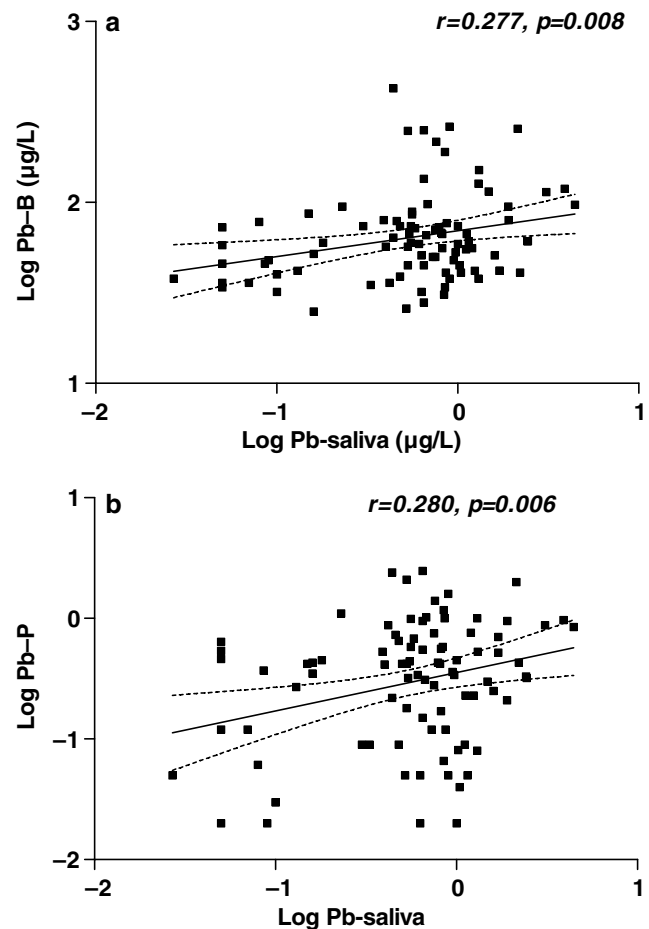 a
r=0.277, p=0.008
3
2
1
Log Pb–B (µg/L)
–2 –1 0 1
Log Pb-saliva (µg/L)
b
r=0.280, p=0.006
1
0
–1
–2
Log Pb–P
–2 –1 0 1
Log Pb-saliva